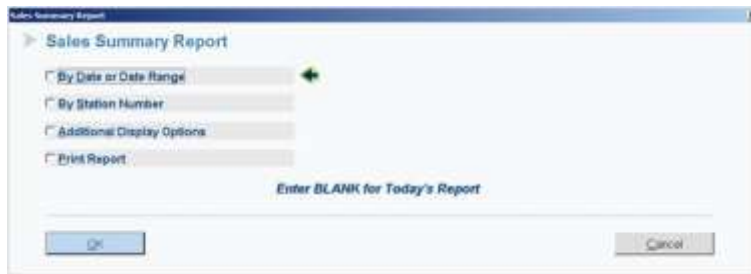 Sales Summary Report
Sales Summary Report
By Date or Date Range
By Station Number
Additional Display Options
Print Report
Enter BLANK for Today's Report
OK
Cancel